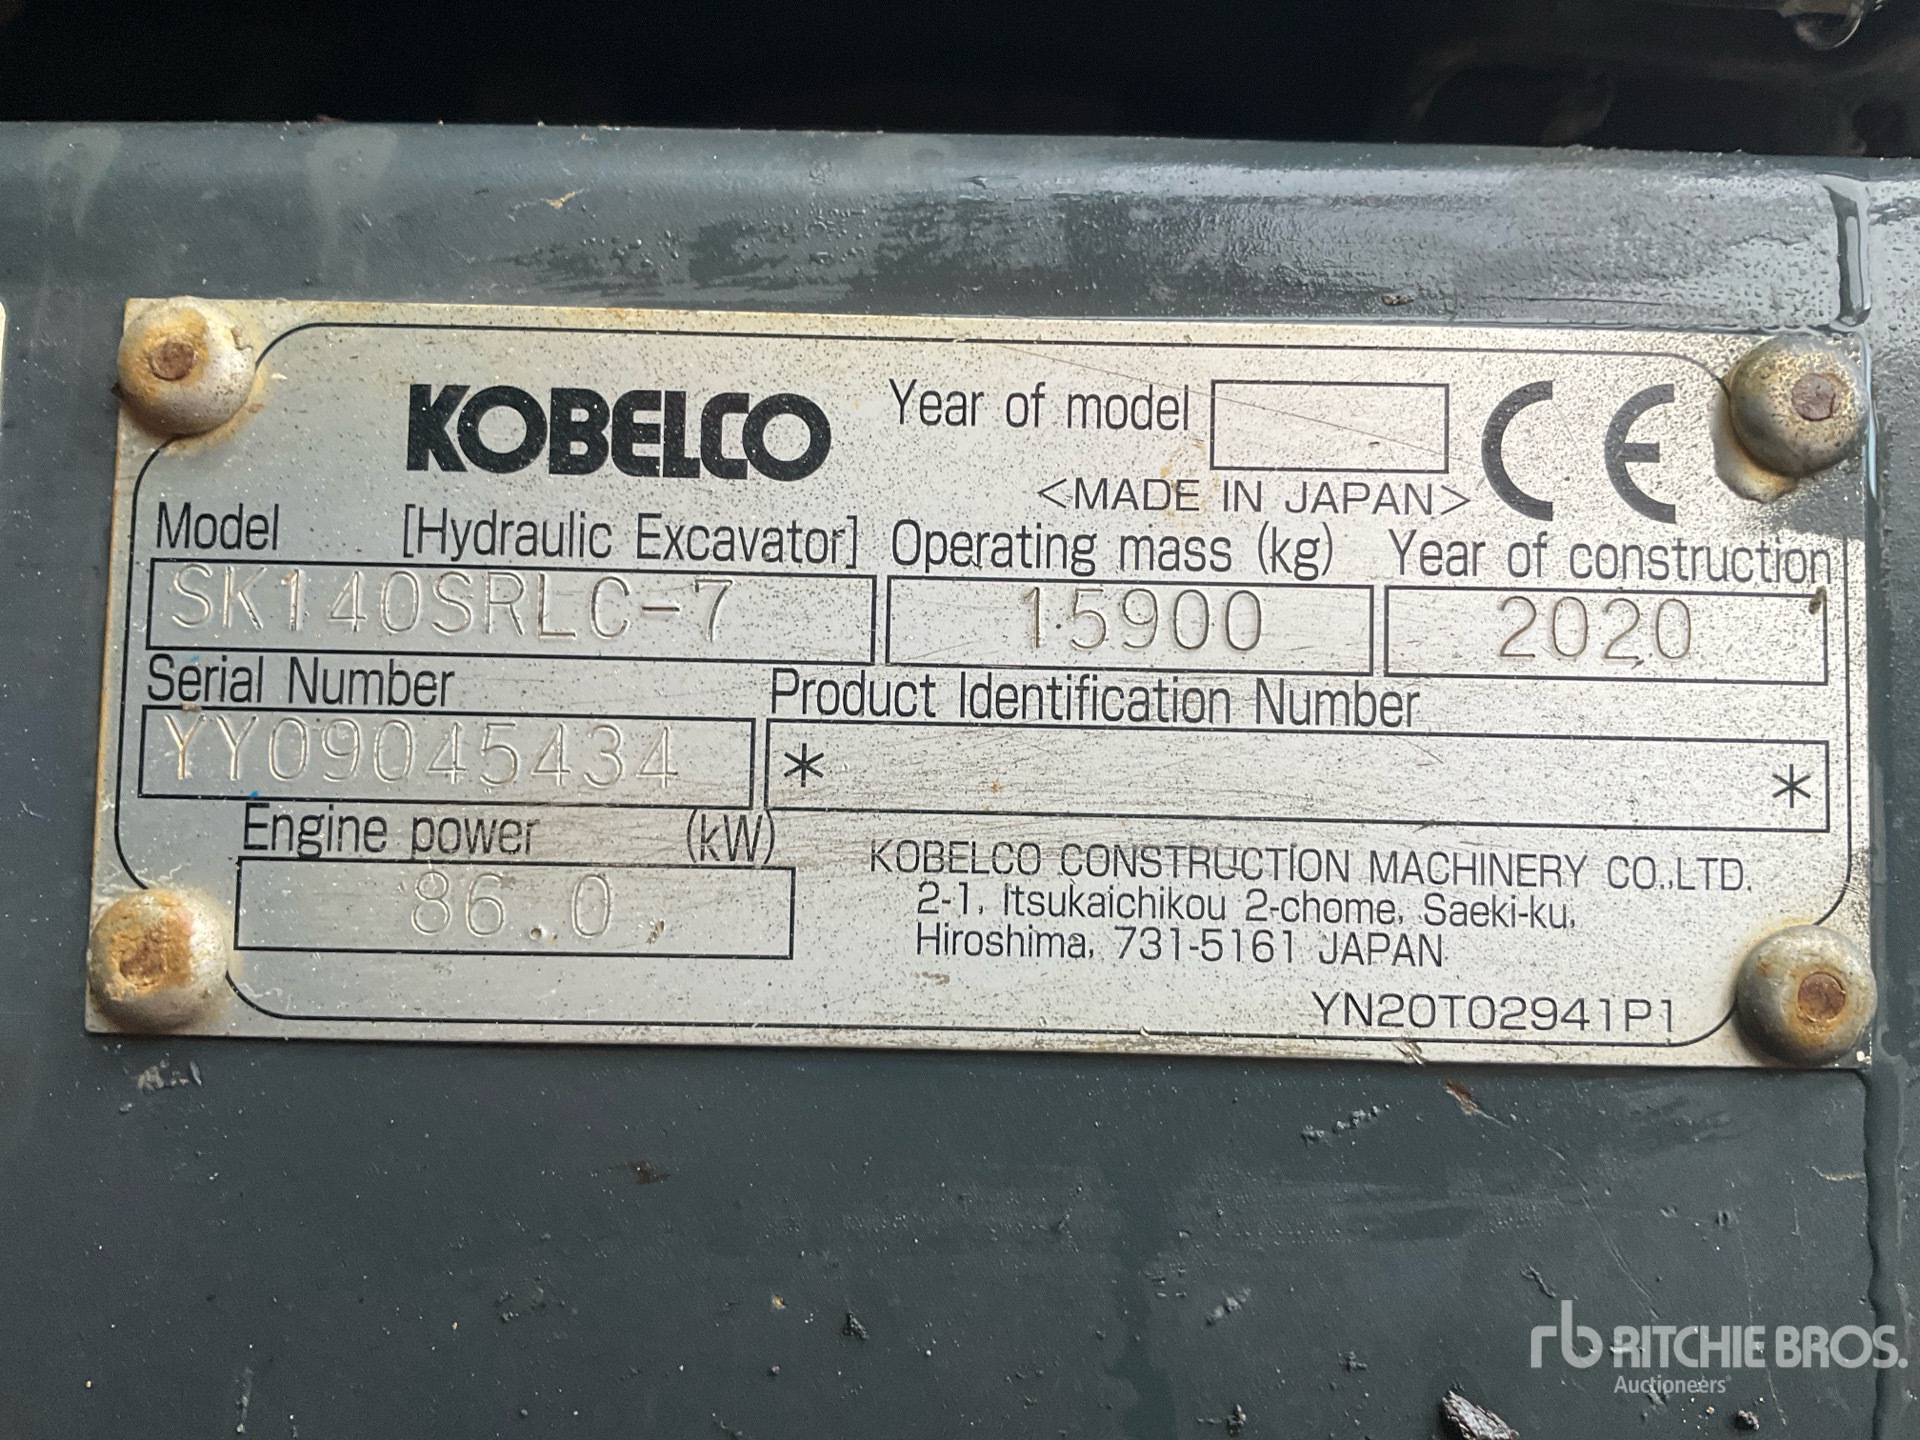 KOBELCO Year of model CE
<MADE IN JAPAN>
Model [Hydraulic Excavator] Operating mass (kg) Year of construction
SK140SRLC-7 15900 2020
Serial Number Product Identification Number
YY09045434 * *
Engine power (kW)
86.0
KOBELCO CONSTRUCTION MACHINERY CO.,LTD.
2-1, Itsukaichikou 2-chome, Saeki-ku,
Hiroshima, 731-5161 JAPAN
YN20T02941P1
rb RITCHIE BROS.
Auctioneers